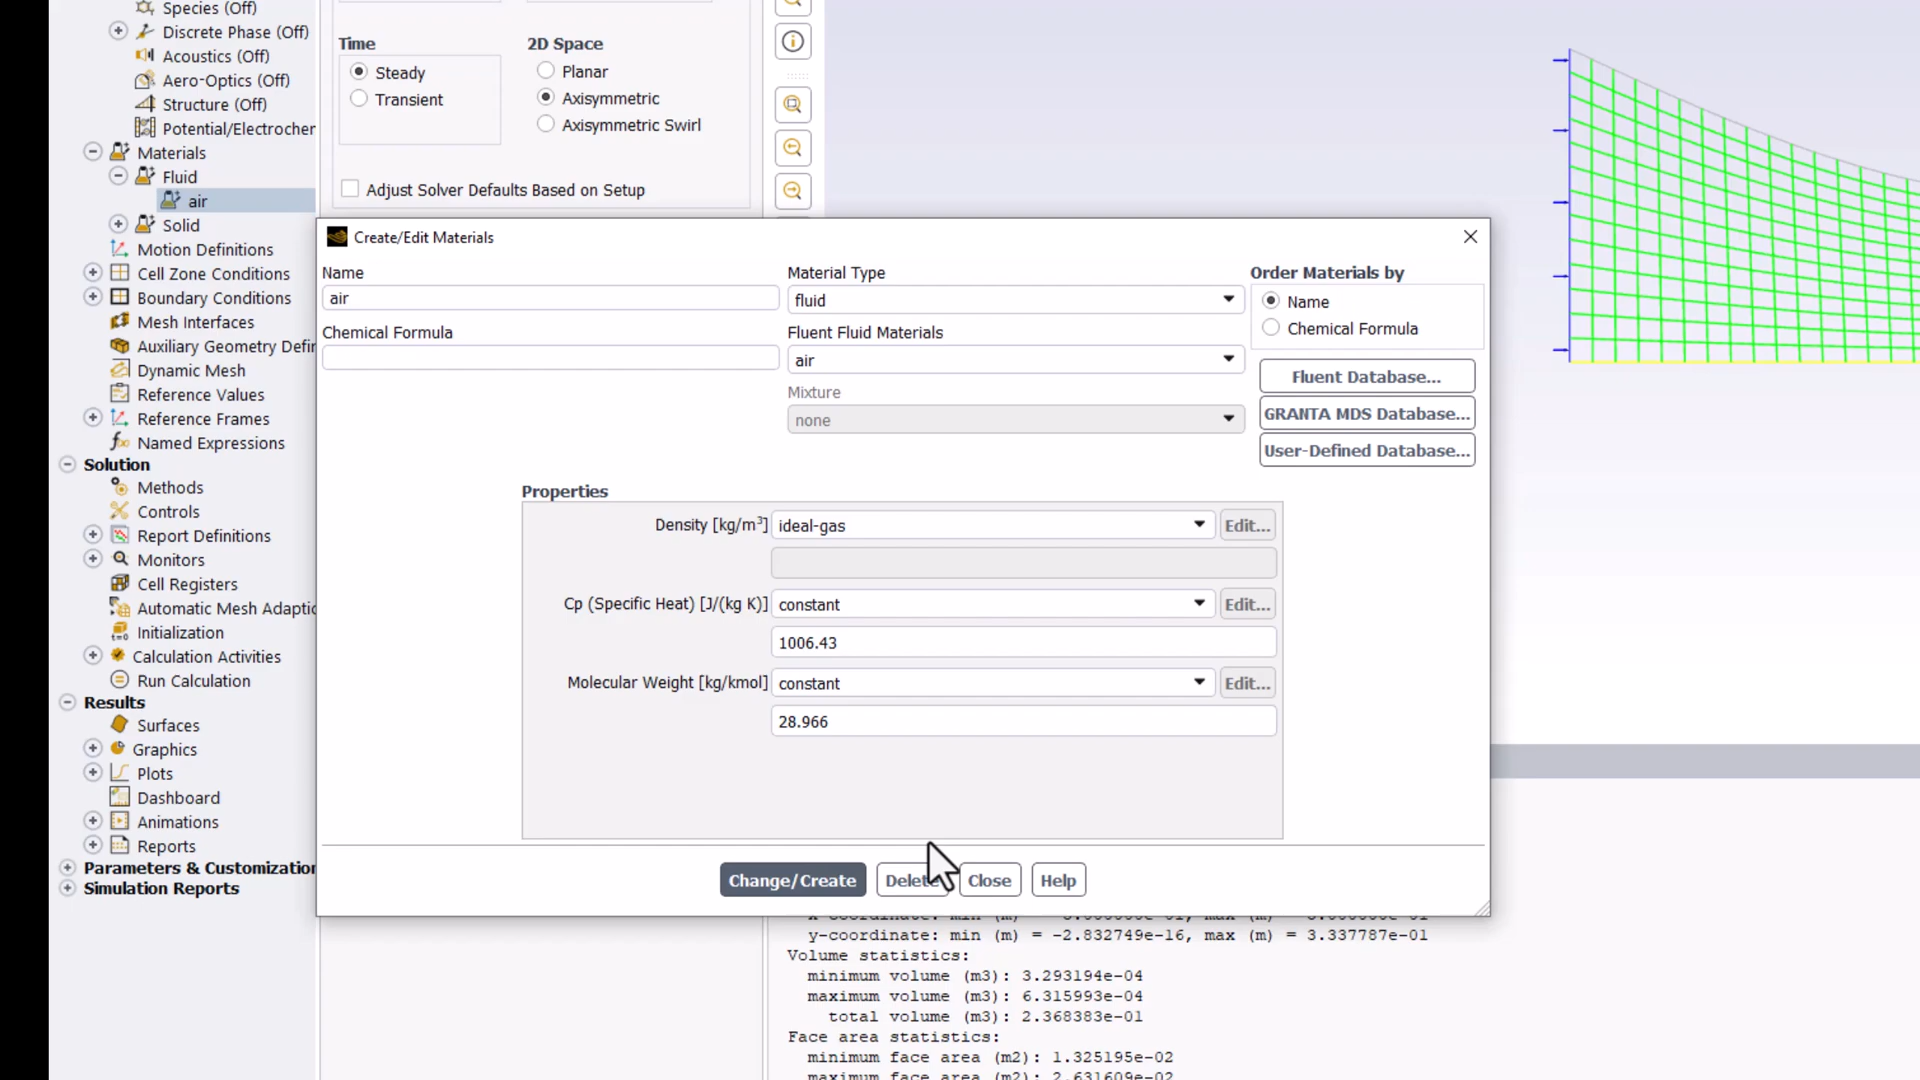 Species (Off)
Discrete Phase (Off)
Acoustics (Off)
Aero-Optics (Off)
Structure (Off)
Potential/Electrocher
Materials
Fluid
air
Solid
Motion Definitions
Cell Zone Conditions
Boundary Conditions
Mesh Interfaces
Auxiliary Geometry Defir
Dynamic Mesh
Reference Values
Reference Frames
Named Expressions
Solution
Methods
Controls
Report Definitions
Monitors
Cell Registers
Automatic Mesh Adaptic
Initialization
Calculation Activities
Run Calculation
Results
Surfaces
Graphics
Plots
Dashboard
Animations
Reports
Parameters & Customization
Simulation Reports
Time
Steady
Transient
2D Space
Planar
Axisymmetric
Axisymmetric Swirl
Adjust Solver Defaults Based on Setup
Create/Edit Materials
Name
air
Chemical Formula
Material Type
fluid
Fluent Fluid Materials
air
Mixture
none
Order Materials by
Name
Chemical Formula
Fluent Database...
GRANTA MDS Database...
User-Defined Database...
Properties
Density [kg/m³] ideal-gas Edit...
Cp (Specific Heat) [J/(kg K)] constant Edit...
1006.43
Molecular Weight [kg/kmol] constant Edit...
28.966
Change/Create Delete Close Help
y-coordinate: min (m) = -2.832749e-16, max (m) = 3.337787e-01
Volume statistics:
minimum volume (m3): 3.293194e-04
maximum volume (m3): 6.315993e-04
total volume (m3): 2.368383e-01
Face area statistics:
minimum face area (m2): 1.325195e-02
maximum face area (m2): 2.631609e-02